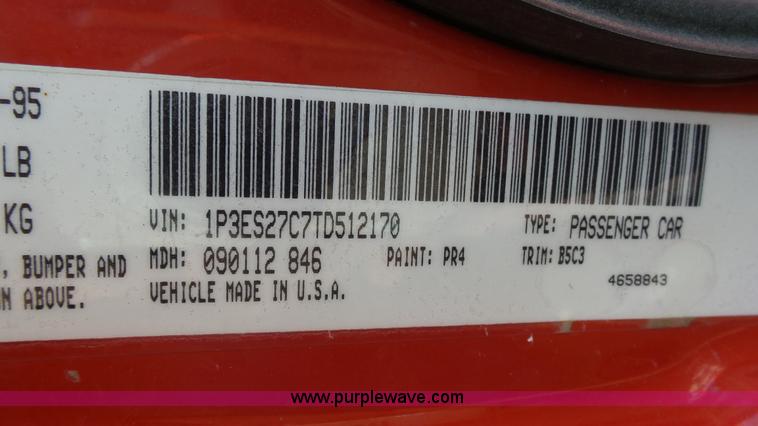 -95
LB
KG
, BUMPER AND
N ABOVE.
VIN: 1P3ES27C7TD512170 TYPE: PASSENGER CAR
MDH: 090112 846 PAINT: PR4 TRIM: B5C3
VEHICLE MADE IN U.S.A. 4658843
www.purplewave.com